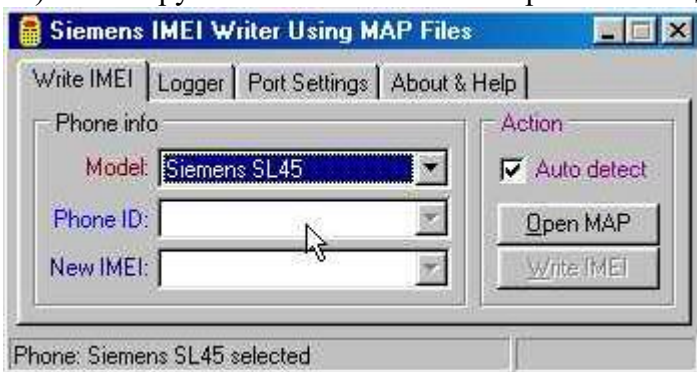 Siemens IMEI Writer Using MAP Files
Write IMEI Logger Port Settings About & Help
Phone info Action
Model: Siemens SL45 Auto detect
Phone ID: Open MAP
New IMEI: Write IMEI
Phone: Siemens SL45 selected